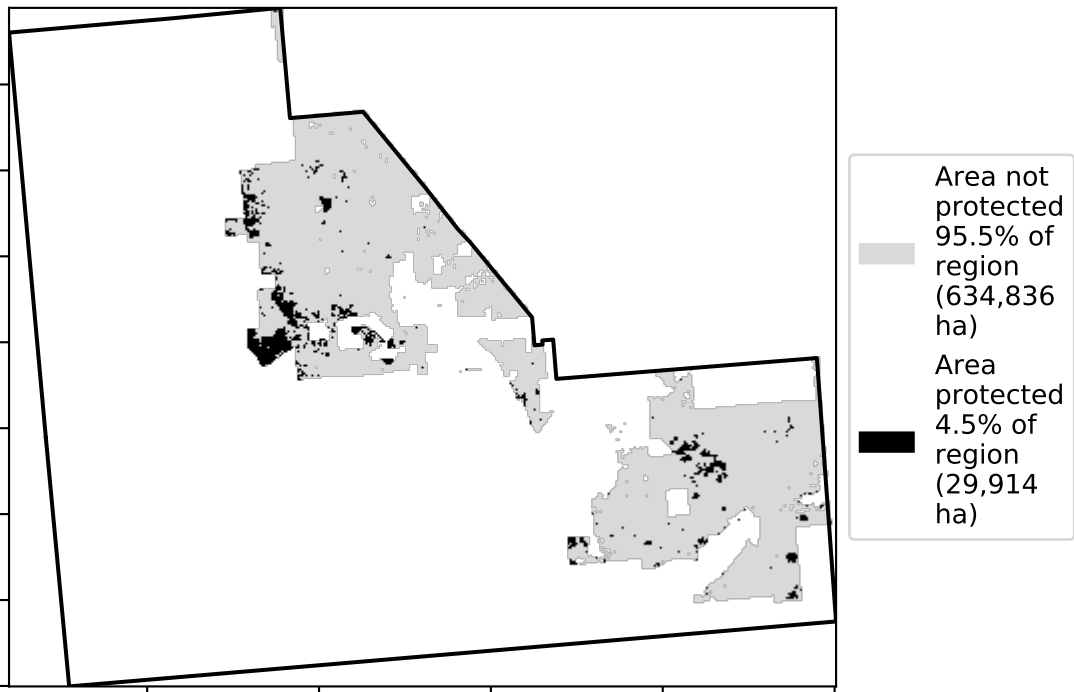 Area not
protected
95.5% of
region
(634,836
ha)
Area
protected
4.5% of
region
(29,914
ha)